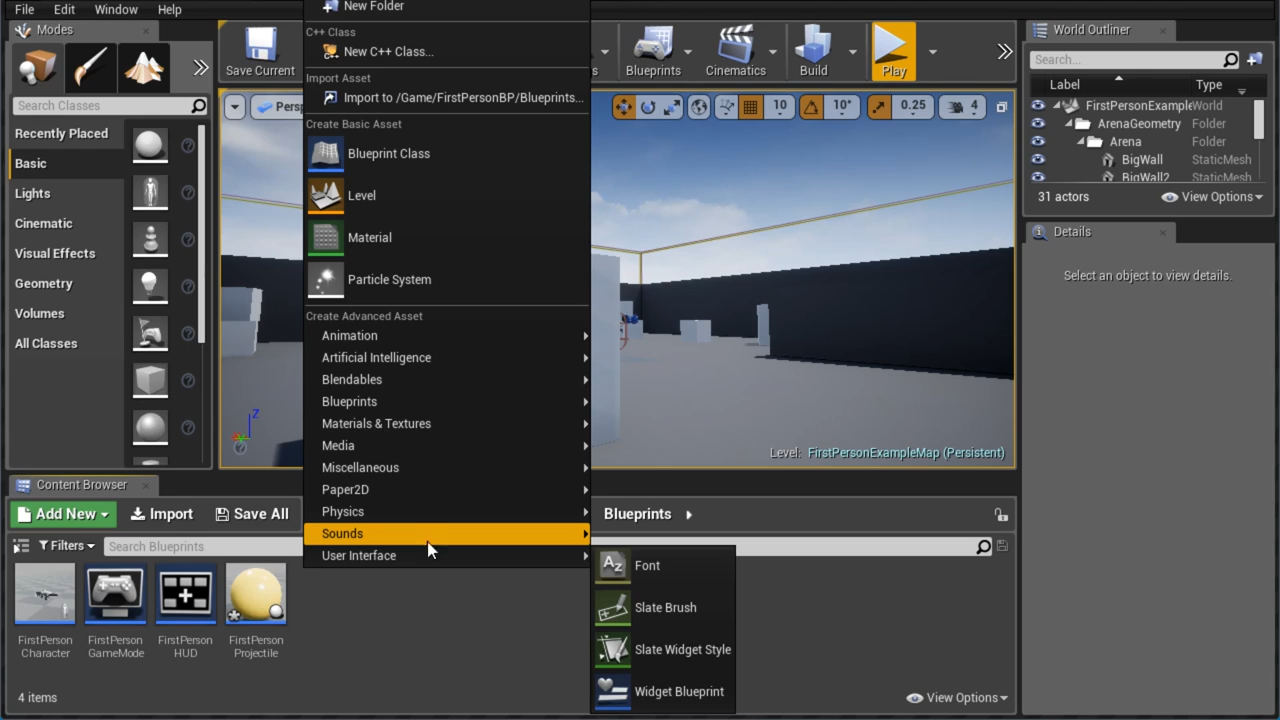 File Edit Window Help
Modes
Search Classes
Recently Placed
Basic
Lights
Cinematic
Visual Effects
Geometry
Volumes
All Classes
Save Current
Blueprints
Cinematics
Build
Play
10
10°
0.25
4
Level: FirstPersonExampleMap (Persistent)
New Folder
C++ Class
New C++ Class...
Import Asset
Import to /Game/FirstPersonBP/Blueprints...
Create Basic Asset
Blueprint Class
Level
Material
Particle System
Create Advanced Asset
Animation
Artificial Intelligence
Blendables
Blueprints
Materials & Textures
Media
Miscellaneous
Paper2D
Physics
Sounds
User Interface
Font
Slate Brush
Slate Widget Style
Widget Blueprint
World Outliner
Search...
Label Type
FirstPersonExample World
ArenaGeometry Folder
Arena Folder
BigWall StaticMesh
BigWall2 StaticMesh
31 actors
View Options
Details
Select an object to view details.
Content Browser
Add New Import Save All
Blueprints
Filters Search Blueprints
FirstPerson
Character
FirstPerson
GameMode
FirstPerson
HUD
FirstPerson
Projectile
4 items
View Options